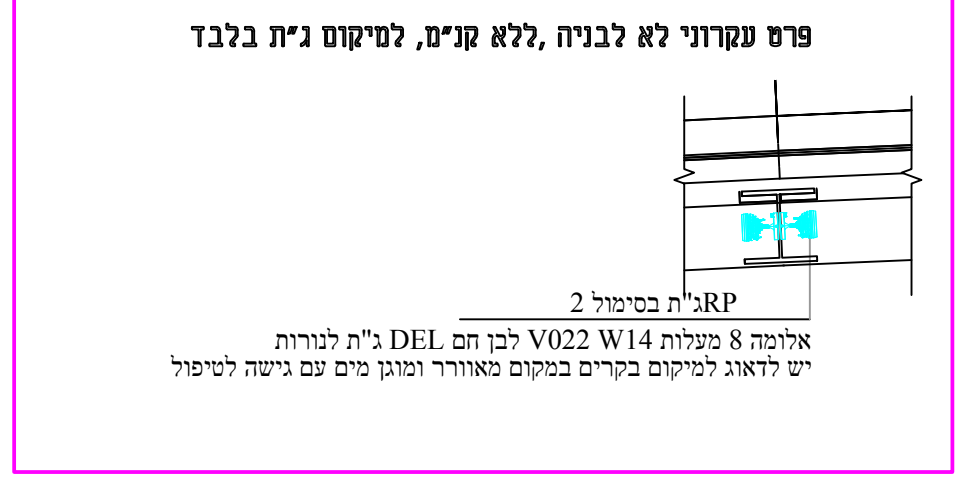 פרט עקרוני לא לבניה ,ללא קנ״מ, למיקום ג״ת בלבד
RPג"ת בסימול 2
אלומה 8 מעלות V022 W14 לבן חם DEL ג"ת לנורות
יש לדאוג למיקום בקרים במקום מאוורר ומוגן מים עם גישה לטיפול